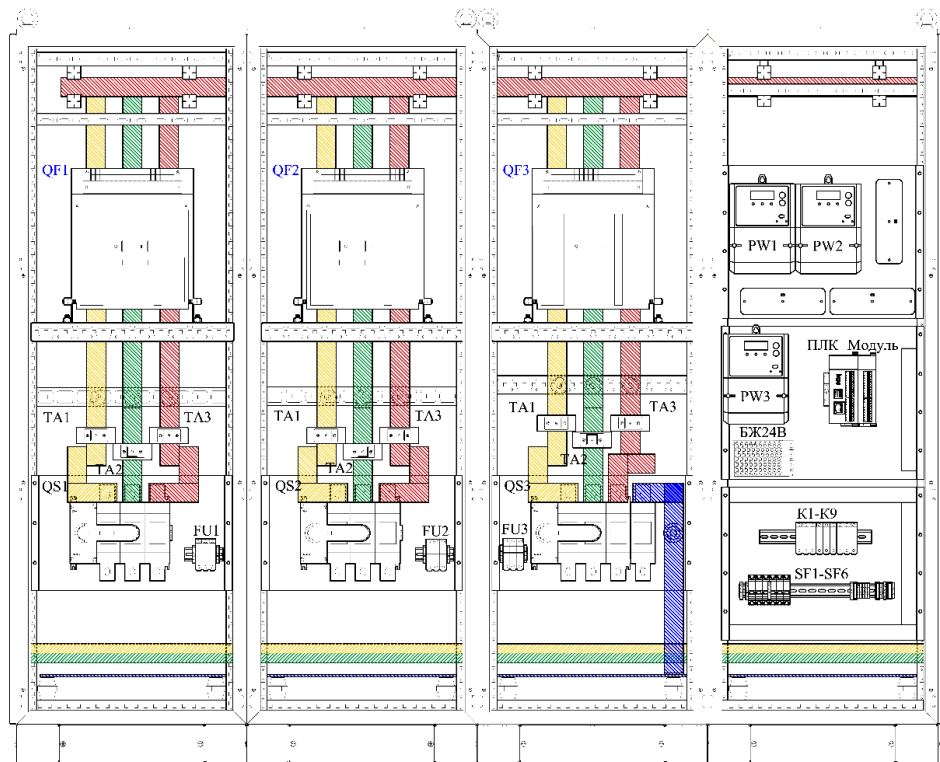 QF1
QF2
QF3
PW1
PW2
ПЛК Модуль
PW3
TA1
TA3
TA1
TA3
TA1
TA3
БЖ24В
TA2
TA2
TA2
QS1
QS2
QS3
K1-K9
FU1
FU2
FU3
SF1-SF6